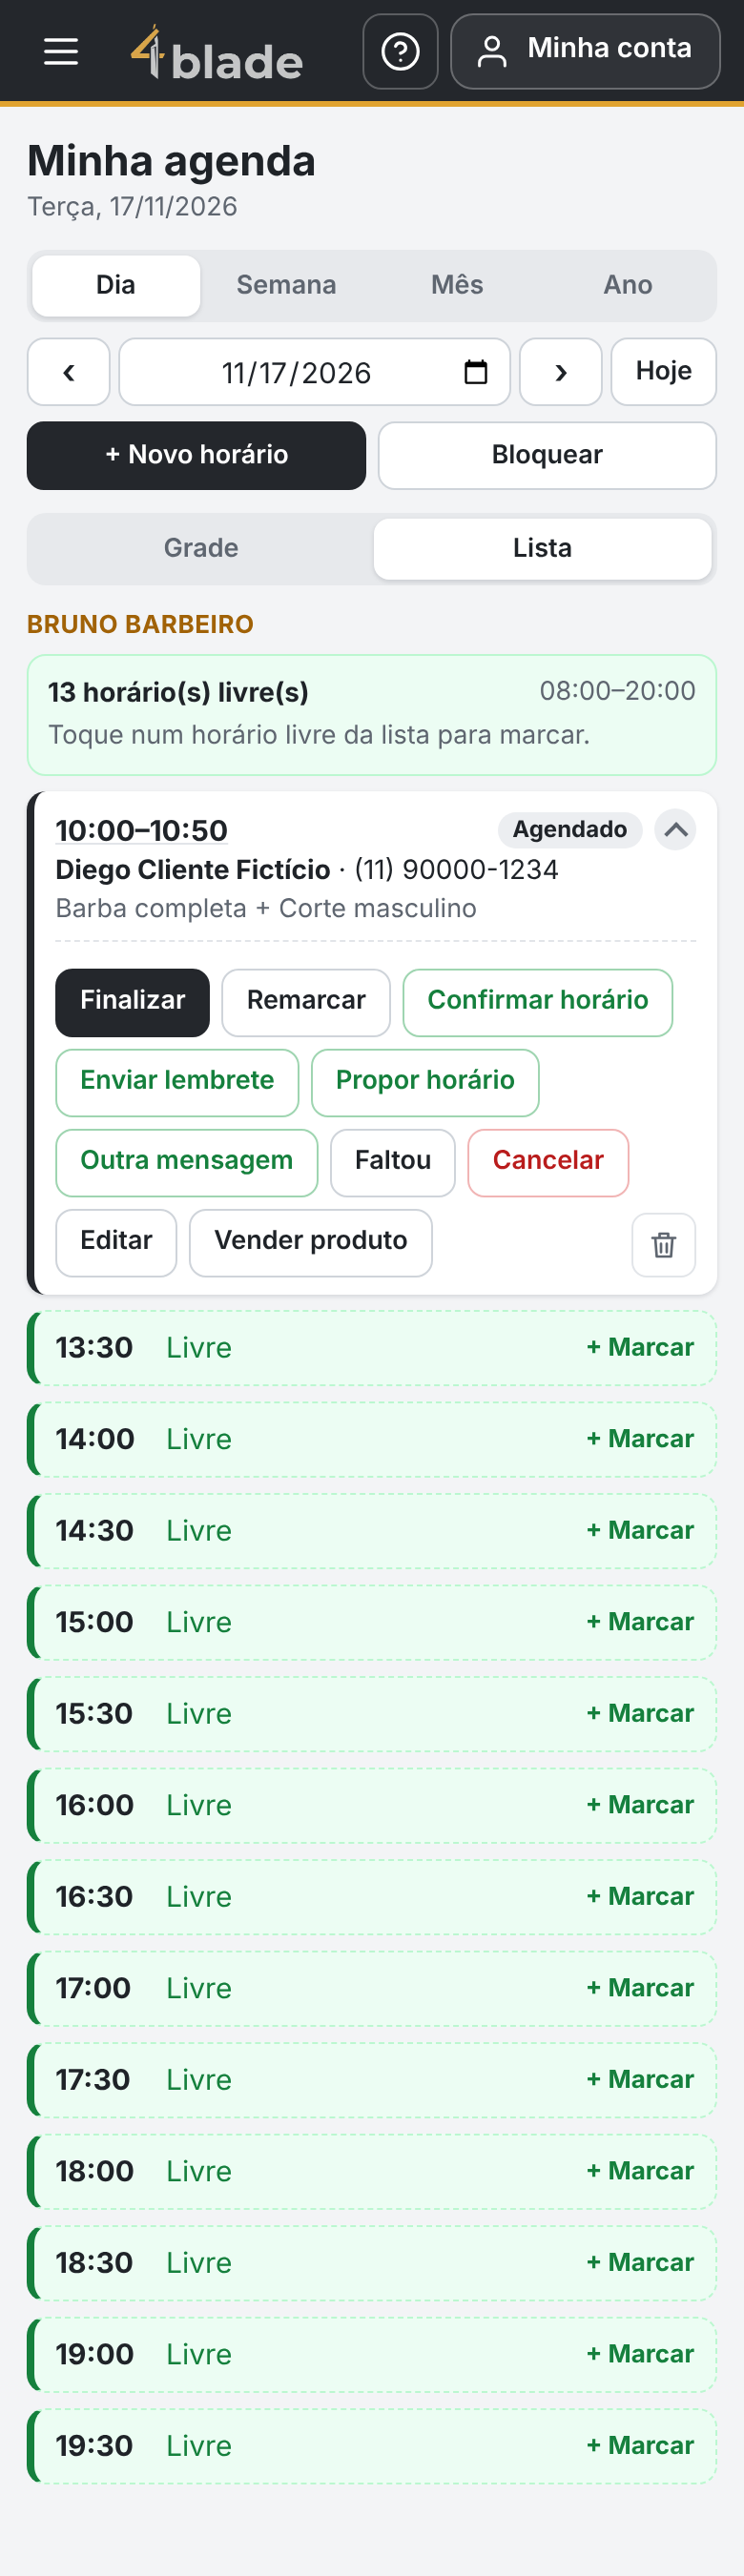 4blade
Minha conta
Minha agenda
Terça, 17/11/2026
Dia Semana Mês Ano
‹ 11/17/2026 › Hoje
+ Novo horário Bloquear
Grade Lista
BRUNO BARBEIRO
13 horário(s) livre(s) 08:00–20:00
Toque num horário livre da lista para marcar.
10:00–10:50 Agendado
Diego Cliente Fictício · (11) 90000-1234
Barba completa + Corte masculino
Finalizar Remarcar Confirmar horário
Enviar lembrete Propor horário
Outra mensagem Faltou Cancelar
Editar Vender produto
13:30 Livre + Marcar
14:00 Livre + Marcar
14:30 Livre + Marcar
15:00 Livre + Marcar
15:30 Livre + Marcar
16:00 Livre + Marcar
16:30 Livre + Marcar
17:00 Livre + Marcar
17:30 Livre + Marcar
18:00 Livre + Marcar
18:30 Livre + Marcar
19:00 Livre + Marcar
19:30 Livre + Marcar